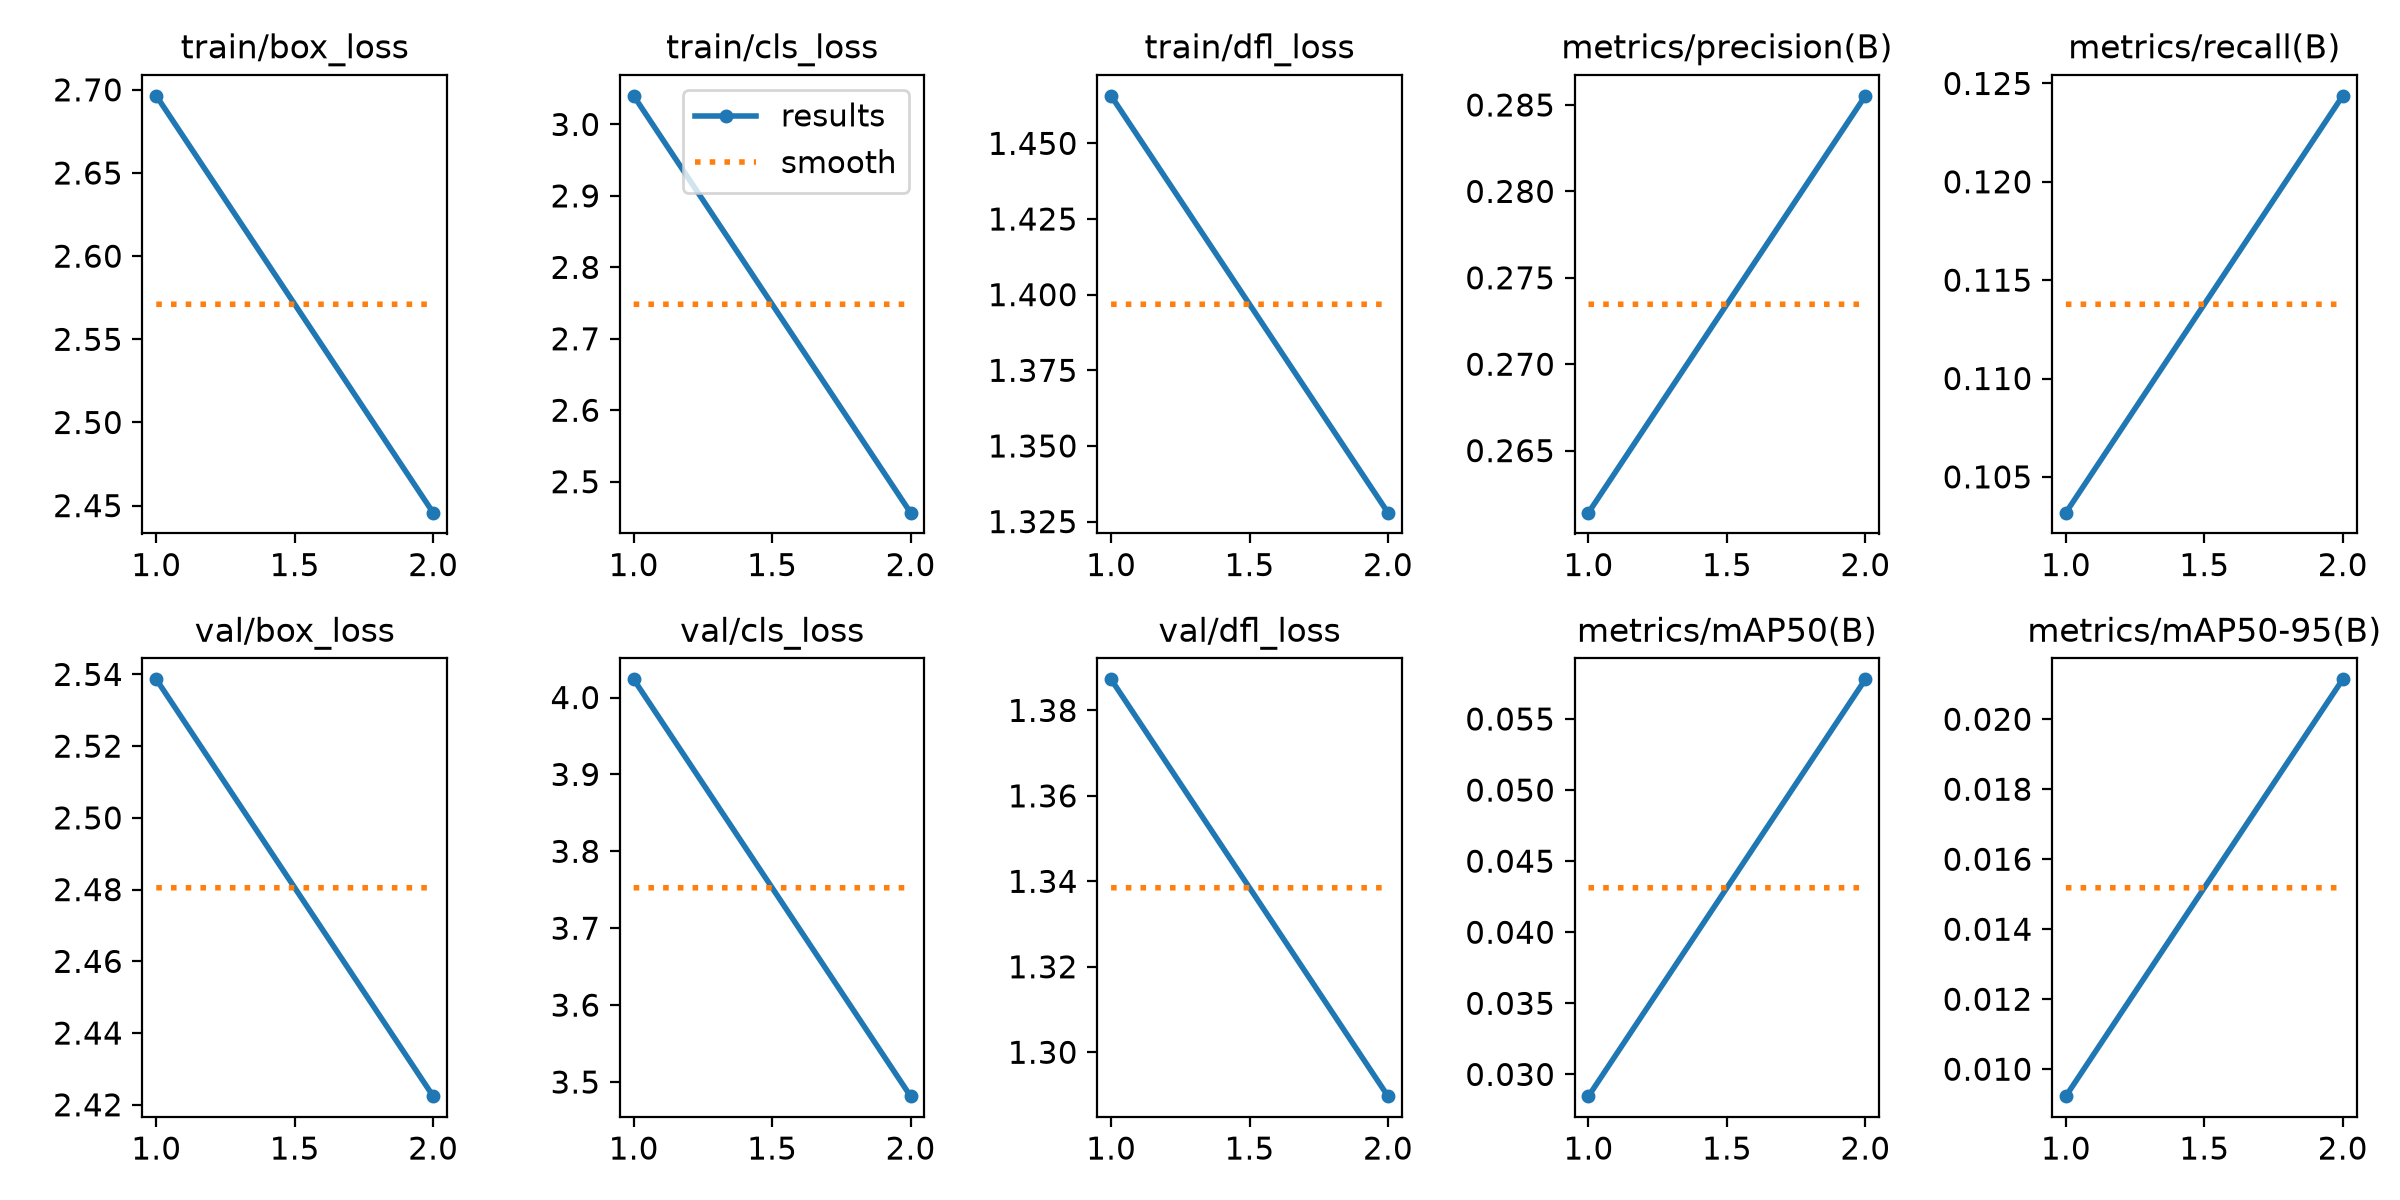 train/box_loss
2.70
2.65
2.60
2.55
2.50
2.45
1.0 1.5 2.0
train/cls_loss
results
smooth
3.0
2.9
2.8
2.7
2.6
2.5
1.0 1.5 2.0
train/dfl_loss
1.450
1.425
1.400
1.375
1.350
1.325
1.0 1.5 2.0
metrics/precision(B)
0.285
0.280
0.275
0.270
0.265
1.0 1.5 2.0
metrics/recall(B)
0.125
0.120
0.115
0.110
0.105
1.0 1.5 2.0
val/box_loss
2.54
2.52
2.50
2.48
2.46
2.44
2.42
1.0 1.5 2.0
val/cls_loss
4.0
3.9
3.8
3.7
3.6
3.5
1.0 1.5 2.0
val/dfl_loss
1.38
1.36
1.34
1.32
1.30
1.0 1.5 2.0
metrics/mAP50(B)
0.055
0.050
0.045
0.040
0.035
0.030
1.0 1.5 2.0
metrics/mAP50-95(B)
0.020
0.018
0.016
0.014
0.012
0.010
1.0 1.5 2.0